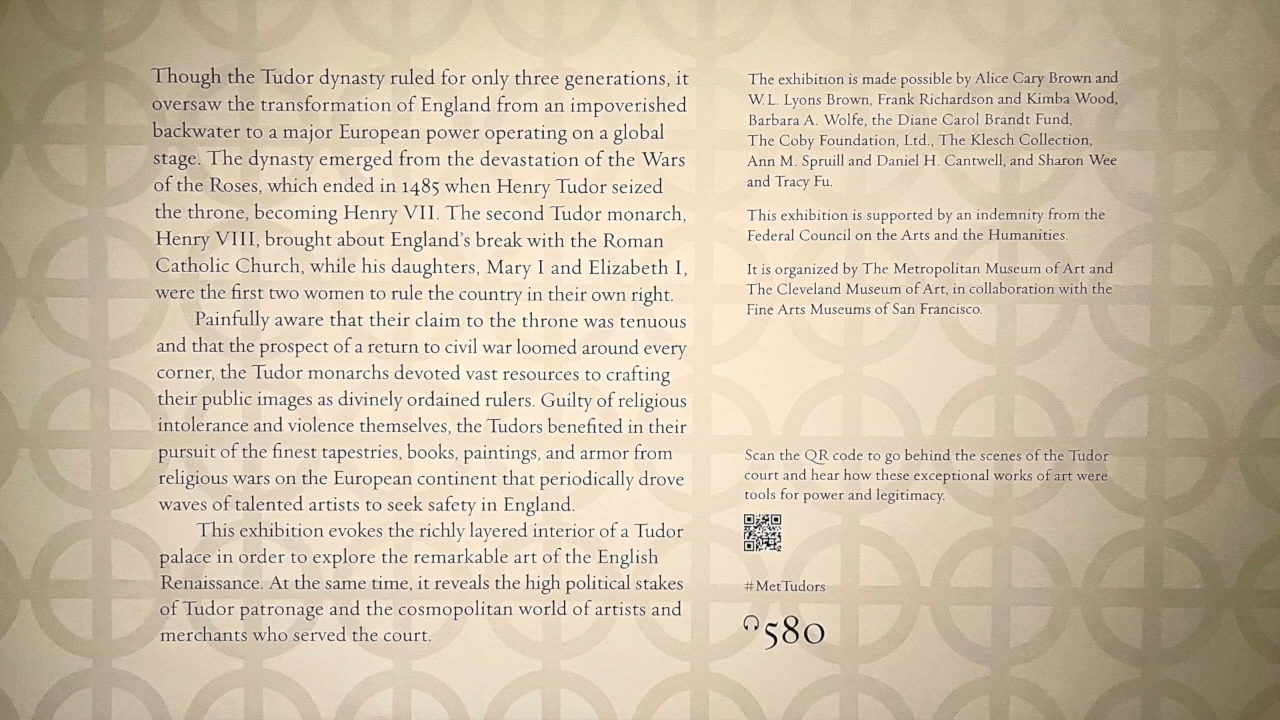 Though the Tudor dynasty ruled for only three generations, it
oversaw the transformation of England from an impoverished
backwater to a major European power operating on a global
stage. The dynasty emerged from the devastation of the Wars
of the Roses, which ended in 1485 when Henry Tudor seized
the throne, becoming Henry VII. The second Tudor monarch,
Henry VIII, brought about England's break with the Roman
Catholic Church, while his daughters, Mary I and Elizabeth I,
were the first two women to rule the country in their own right.
Painfully aware that their claim to the throne was tenuous
and that the prospect of a return to civil war loomed around every
corner, the Tudor monarchs devoted vast resources to crafting
their public images as divinely ordained rulers. Guilty of religious
intolerance and violence themselves, the Tudors benefited in their
pursuit of the finest tapestries, books, paintings, and armor from
religious wars on the European continent that periodically drove
waves of talented artists to seek safety in England.
This exhibition evokes the richly layered interior of a Tudor
palace in order to explore the remarkable art of the English
Renaissance. At the same time, it reveals the high political stakes
of Tudor patronage and the cosmopolitan world of artists and
merchants who served the court.
The exhibition is made possible by Alice Cary Brown and
W.L. Lyons Brown, Frank Richardson and Kimba Wood,
Barbara A. Wolfe, the Diane Carol Brandt Fund,
The Coby Foundation, Ltd., The Klesch Collection,
Ann M. Spruill and Daniel H. Cantwell, and Sharon Wee
and Tracy Fu.
This exhibition is supported by an indemnity from the
Federal Council on the Arts and the Humanities.
It is organized by The Metropolitan Museum of Art and
The Cleveland Museum of Art, in collaboration with the
Fine Arts Museums of San Francisco.
Scan the QR code to go behind the scenes of the Tudor
court and hear how these exceptional works of art were
tools for power and legitimacy.
#MetTudors
580